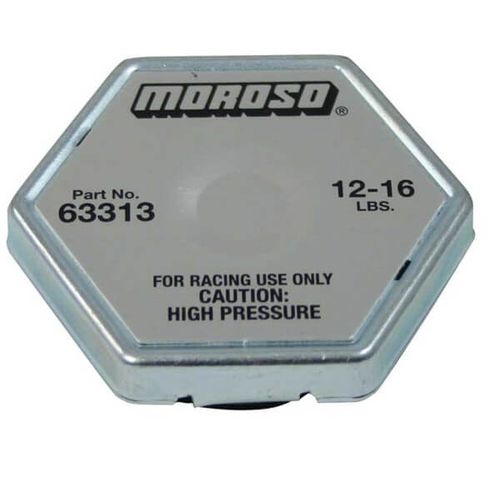 MOROSO®
Part No.
63313
12-16
LBS.
FOR RACING USE ONLY
CAUTION:
HIGH PRESSURE